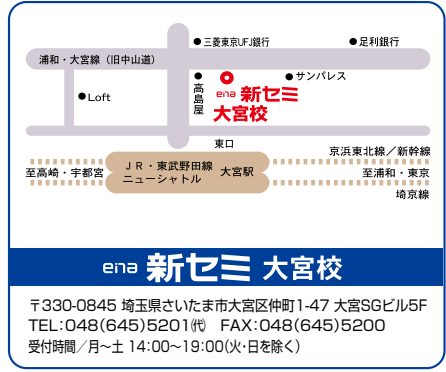 ●三菱東京UFJ銀行
●足利銀行
浦和・大宮線（旧中山道）
●高島屋
●サンパレス
ena 新セミ
大宮校
●Loft
東口
京浜東北線／新幹線
ＪＲ・東武野田線
ニューシャトル
大宮駅
至高崎・宇都宮
至浦和・東京
埼京線
ena 新セミ 大宮校
〒330-0845 埼玉県さいたま市大宮区仲町1-47 大宮SGビル5F
TEL：048(645)5201㈹　FAX：048(645)5200
受付時間／月〜土 14：00〜19：00(火・日を除く)